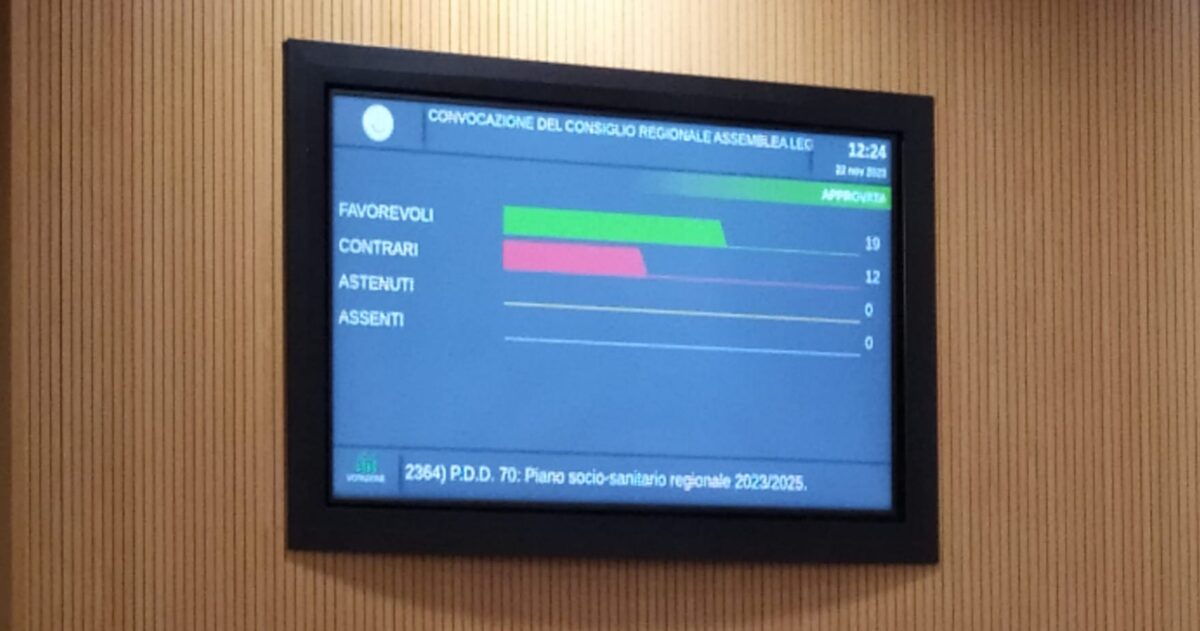 CONVOCAZIONE DEL CONSIGLIO REGIONALE ASSEMBLEA LEG
12:24
22 nov 2023
APPROVATA
FAVOREVOLI 19
CONTRARI 12
ASTENUTI 0
ASSENTI 0
VOTAZIONE
2364) P.D.D. 70: Piano socio-sanitario regionale 2023/2025.